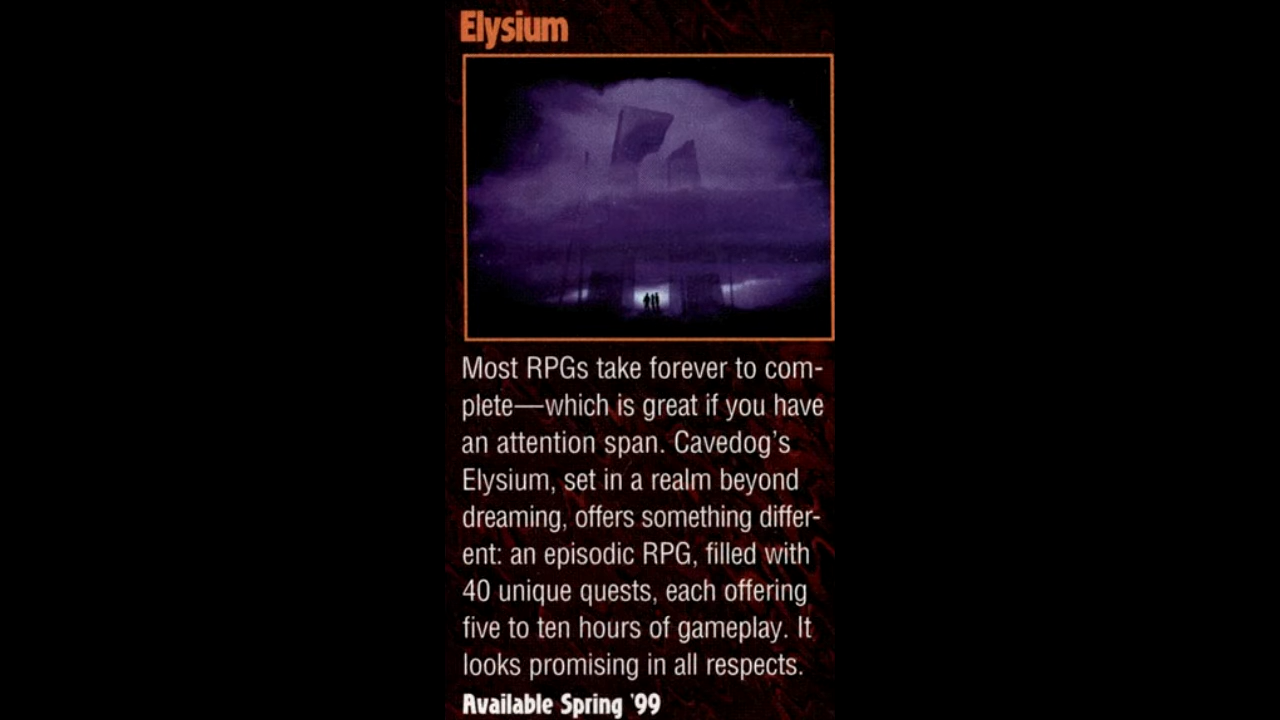 Elysium
Most RPGs take forever to com-
plete—which is great if you have
an attention span. Cavedog's
Elysium, set in a realm beyond
dreaming, offers something differ-
ent: an episodic RPG, filled with
40 unique quests, each offering
five to ten hours of gameplay. It
looks promising in all respects.
Available Spring '99